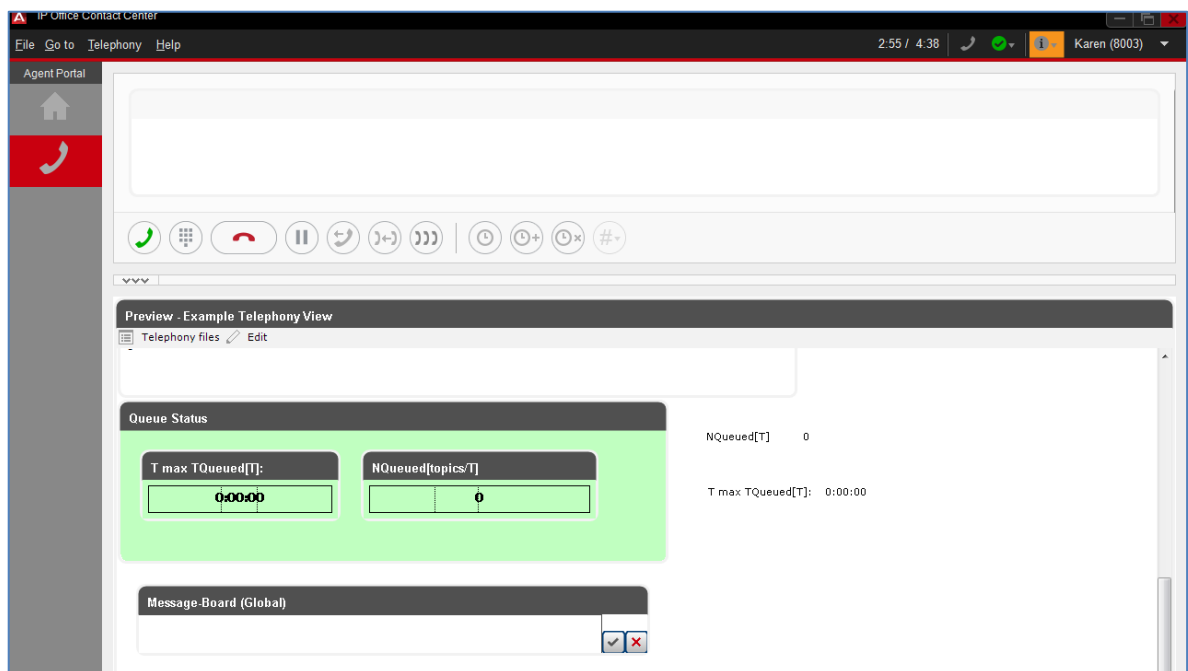 IP Office Contact Center
File Go to Telephony Help 2:55 / 4:38 Karen (8003)
Agent Portal
Preview - Example Telephony View
Telephony files Edit
Queue Status
NQueued[T] 0
T max TQueued[T]: NQueued[topics/T]
0:00:00 0
T max TQueued[T]: 0:00:00
Message-Board (Global)